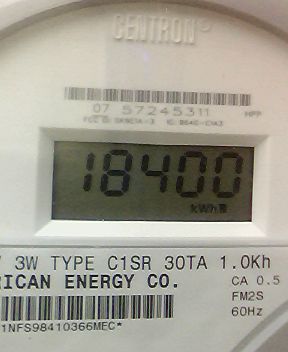 CENTRON®
07 57245311 HPP
18400
kWh
3W TYPE C1SR 30TA 1.0Kh
RICAN ENERGY CO. CA 0.5
FM2S
60Hz
1NFS98410366MEC*